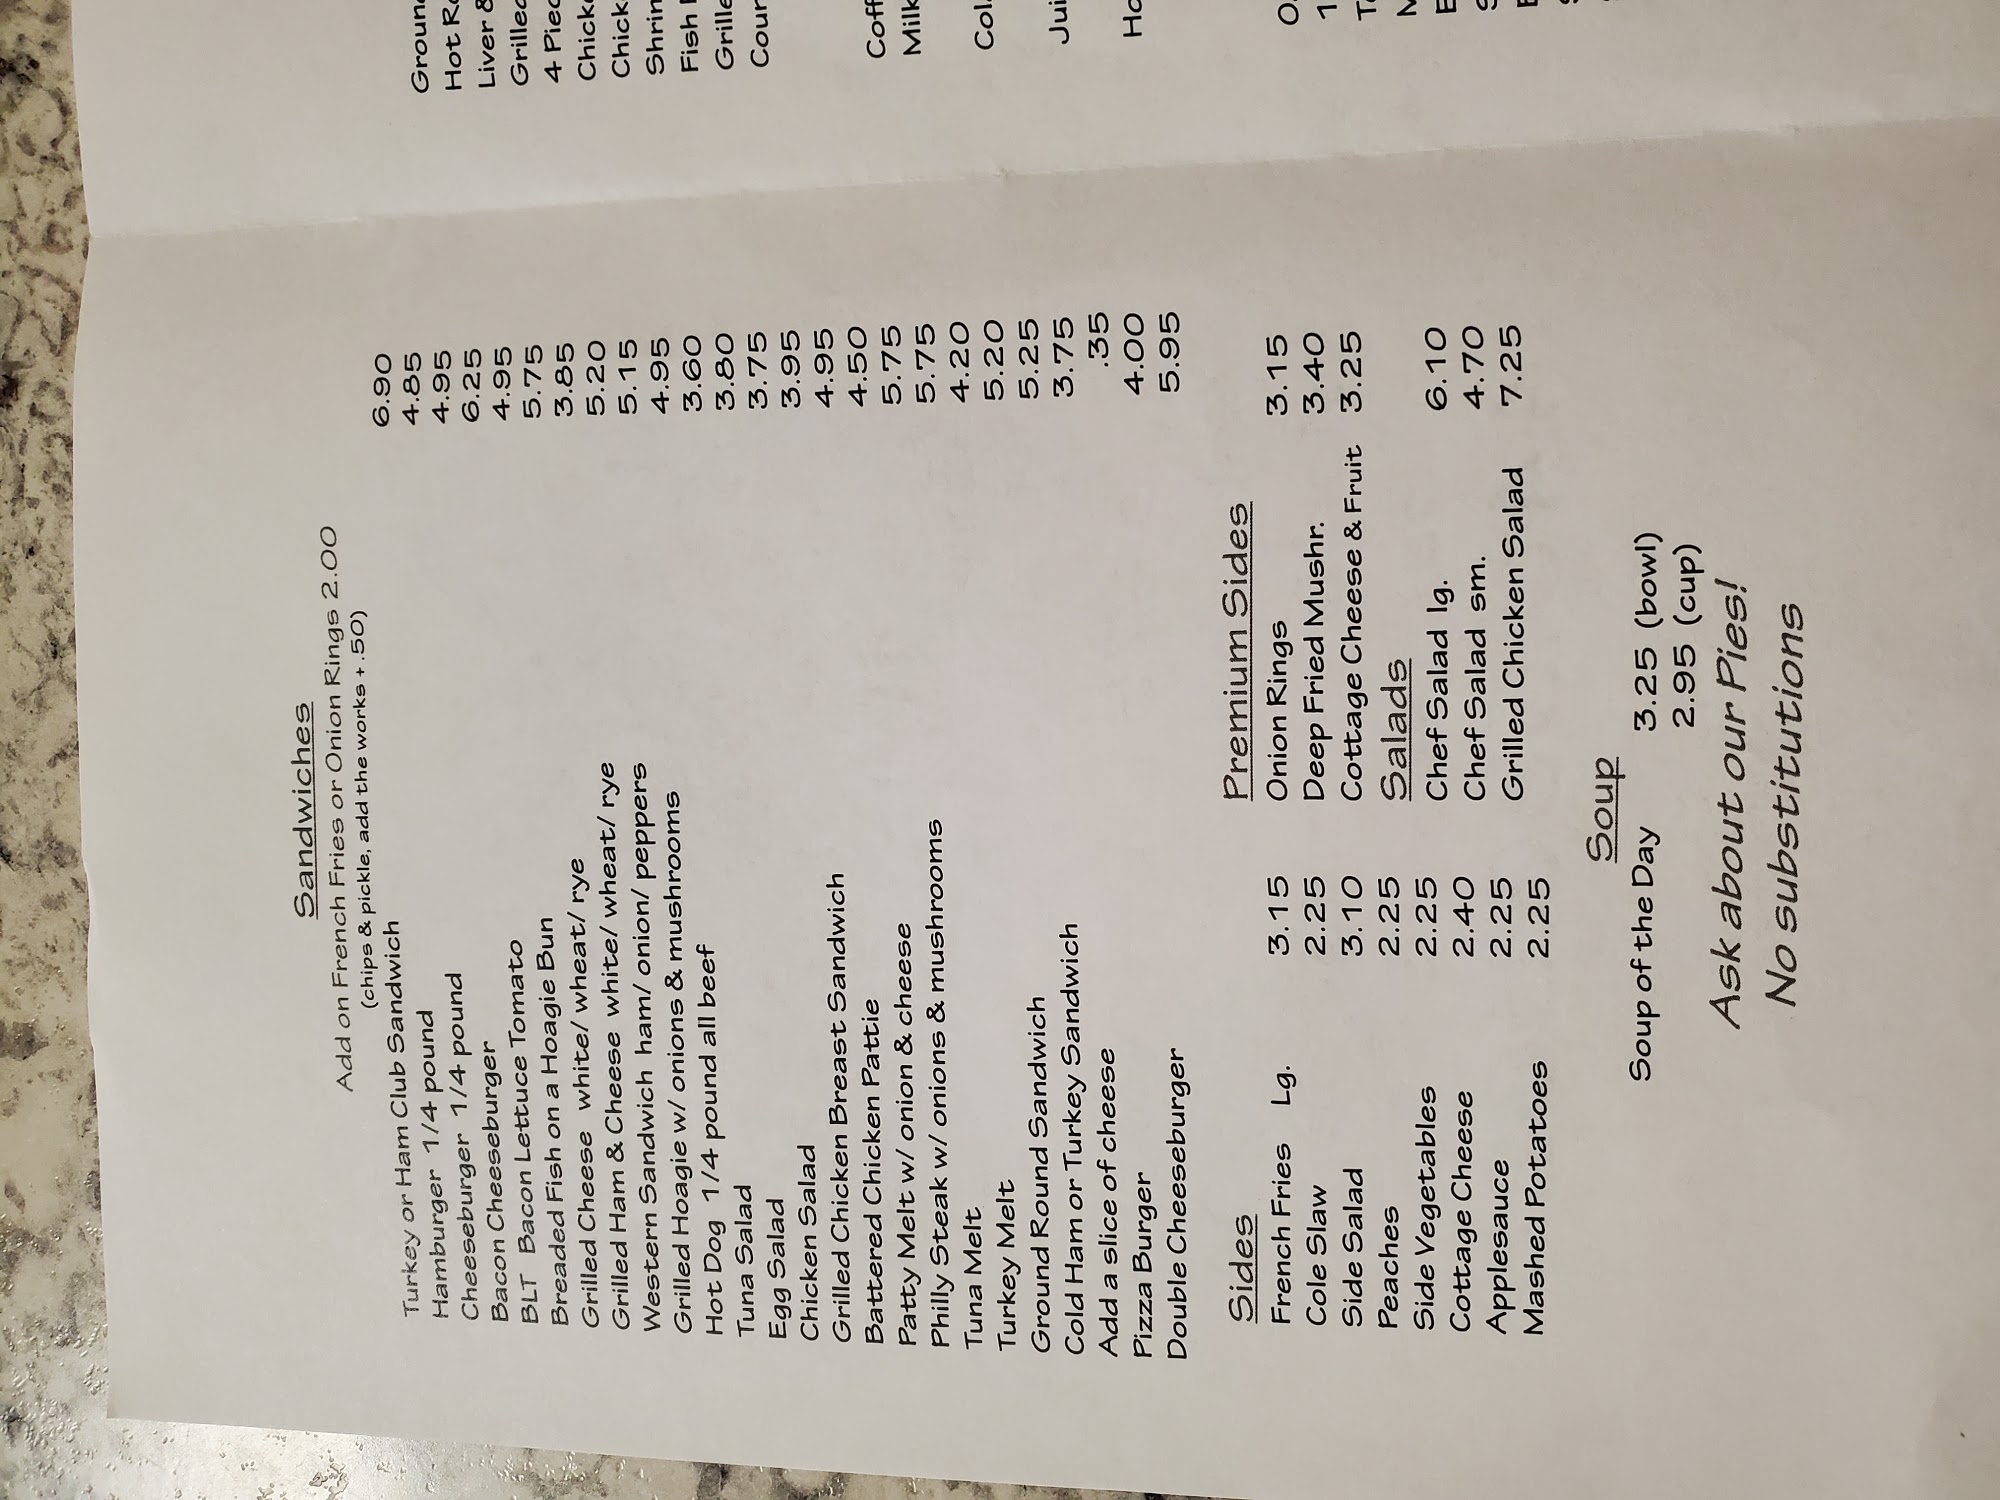 Sandwiches
Add on French Fries or Onion Rings 2.00
(chips & pickle, add the works +.50)
Turkey or Ham Club Sandwich 6.90
Hamburger 1/4 pound 4.85
Cheeseburger 1/4 pound 4.95
Bacon Cheeseburger 6.25
BLT Bacon Lettuce Tomato 4.95
Breaded Fish on a Hoagie Bun 5.75
Grilled Cheese white/ wheat/ rye 3.85
Grilled Ham & Cheese white/ wheat/ rye 5.20
Western Sandwich ham/ onion/ peppers 5.15
Grilled Hoagie w/ onions & mushrooms 4.95
Hot Dog 1/4 pound all beef 3.60
Tuna Salad 3.80
Egg Salad 3.75
Chicken Salad 3.95
Grilled Chicken Breast Sandwich 4.95
Battered Chicken Pattie 4.50
Patty Melt w/ onion & cheese 5.75
Philly Steak w/ onions & mushrooms 5.75
Tuna Melt 4.20
Turkey Melt 5.20
Ground Round Sandwich 5.25
Cold Ham or Turkey Sandwich 3.75
Add a slice of cheese .35
Pizza Burger 4.00
Double Cheeseburger 5.95
Sides
French Fries Lg. 3.15
Cole Slaw 2.25
Side Salad 3.10
Peaches 2.25
Side Vegetables 2.25
Cottage Cheese 2.40
Applesauce 2.25
Mashed Potatoes 2.25
Premium Sides
Onion Rings 3.15
Deep Fried Mushr. 3.40
Cottage Cheese & Fruit 3.25
Salads
Chef Salad lg. 6.10
Chef Salad sm. 4.70
Grilled Chicken Salad 7.25
Soup
Soup of the Day 3.25 (bowl)
2.95 (cup)
Ask about our Pies!
No substitutions
Hot
Liver &
Grilled
4
Fish
Milk